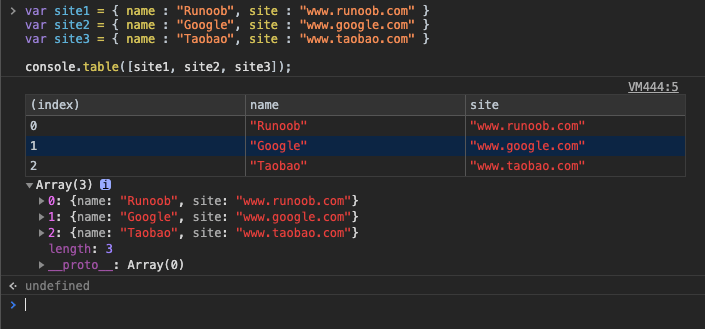 > var site1 = { name : "Runoob", site : "www.runoob.com" }
var site2 = { name : "Google", site : "www.google.com" }
var site3 = { name : "Taobao", site : "www.taobao.com" }
console.table([site1, site2, site3]);
VM444:5
(index) name site
0 "Runoob" "www.runoob.com"
1 "Google" "www.google.com"
2 "Taobao" "www.taobao.com"
▼Array(3) i
▶0: {name: "Runoob", site: "www.runoob.com"}
▶1: {name: "Google", site: "www.google.com"}
▶2: {name: "Taobao", site: "www.taobao.com"}
length: 3
▶__proto__: Array(0)
undefined
>